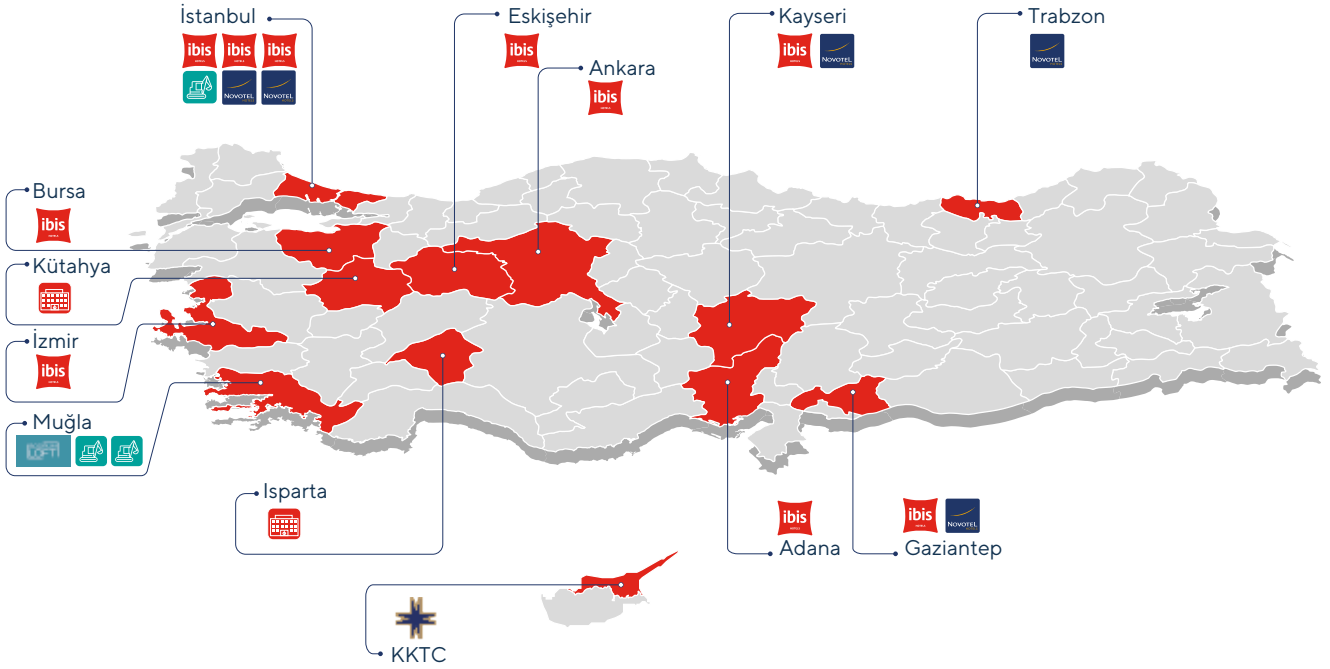 İstanbul
ibis ibis ibis
NOVOTEL NOVOTEL
Eskişehir
ibis
Ankara
ibis
Kayseri
ibis NOVOTEL
Trabzon
NOVOTEL
Bursa
ibis
Kütahya
İzmir
ibis
Muğla
Isparta
ibis
Adana
ibis NOVOTEL
Gaziantep
KKTC